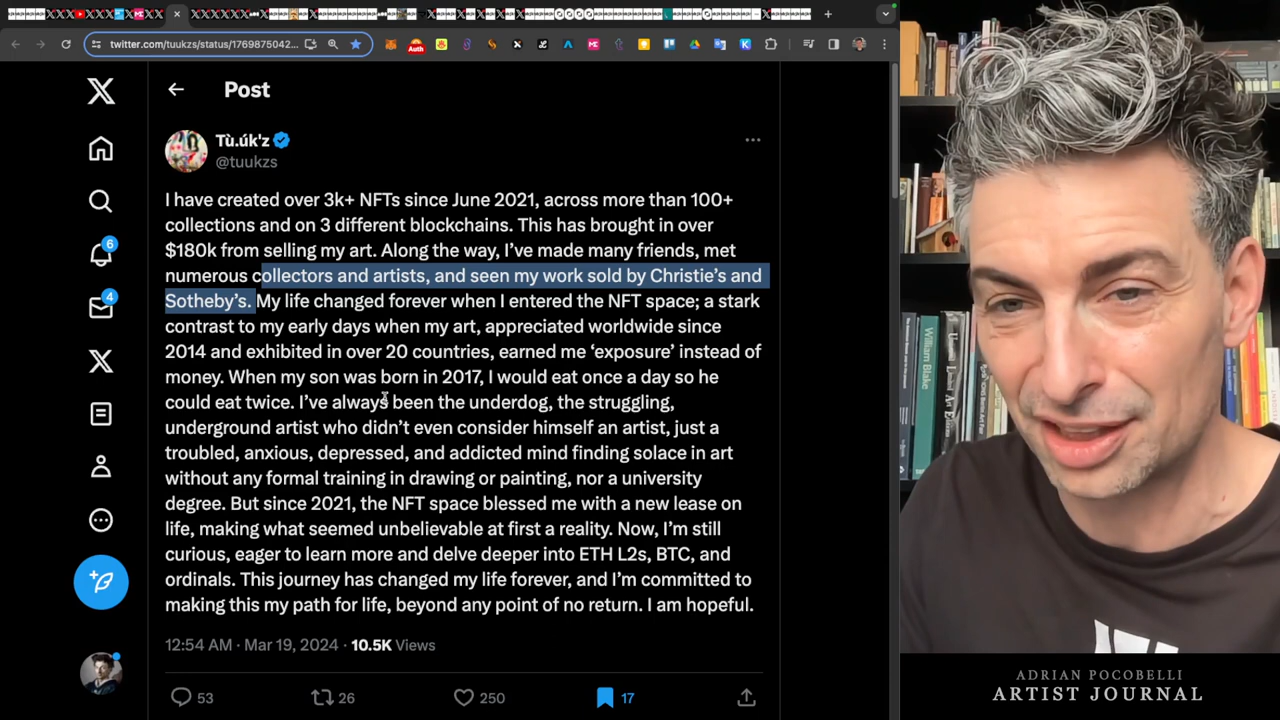 twitter.com/tuukzs/status/1769875042...
Auth
Post
Tù.úk'z
@tuukzs
I have created over 3k+ NFTs since June 2021, across more than 100+
collections and on 3 different blockchains. This has brought in over
$180k from selling my art. Along the way, I’ve made many friends, met
numerous collectors and artists, and seen my work sold by Christie’s and
Sotheby’s. My life changed forever when I entered the NFT space; a stark
contrast to my early days when my art, appreciated worldwide since
2014 and exhibited in over 20 countries, earned me ‘exposure’ instead of
money. When my son was born in 2017, I would eat once a day so he
could eat twice. I’ve always been the underdog, the struggling,
underground artist who didn’t even consider himself an artist, just a
troubled, anxious, depressed, and addicted mind finding solace in art
without any formal training in drawing or painting, nor a university
degree. But since 2021, the NFT space blessed me with a new lease on
life, making what seemed unbelievable at first a reality. Now, I’m still
curious, eager to learn more and delve deeper into ETH L2s, BTC, and
ordinals. This journey has changed my life forever, and I’m committed to
making this my path for life, beyond any point of no return. I am hopeful.
12:54 AM · Mar 19, 2024 · 10.5K Views
53 26 250 17
6
4
William Blake
ADRIAN POCOBELLI
ARTIST JOURNAL